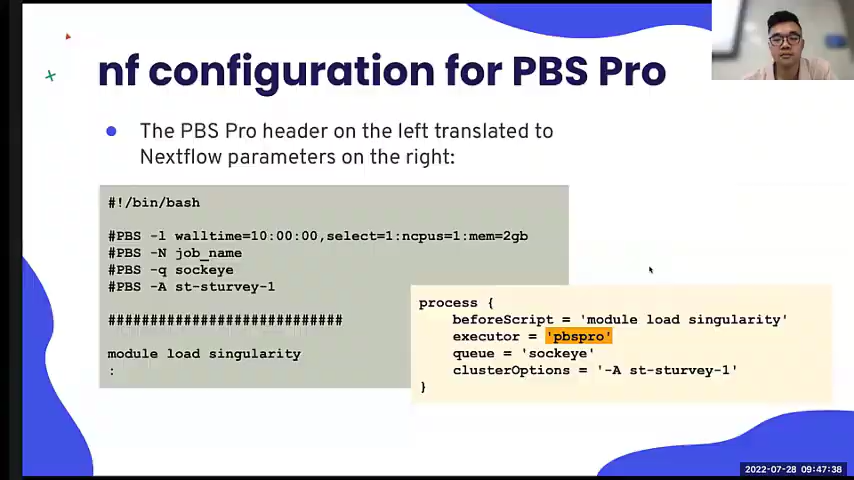 nf configuration for PBS Pro
The PBS Pro header on the left translated to
Nextflow parameters on the right:
#!/bin/bash
#PBS -l walltime=10:00:00,select=1:ncpus=1:mem=2gb
#PBS -N job_name
#PBS -q sockeye
#PBS -A st-sturvey-1
############################
module load singularity
:
process {
beforeScript = 'module load singularity'
executor = 'pbspro'
queue = 'sockeye'
clusterOptions = '-A st-sturvey-1'
}
2022-07-28 09:47:38